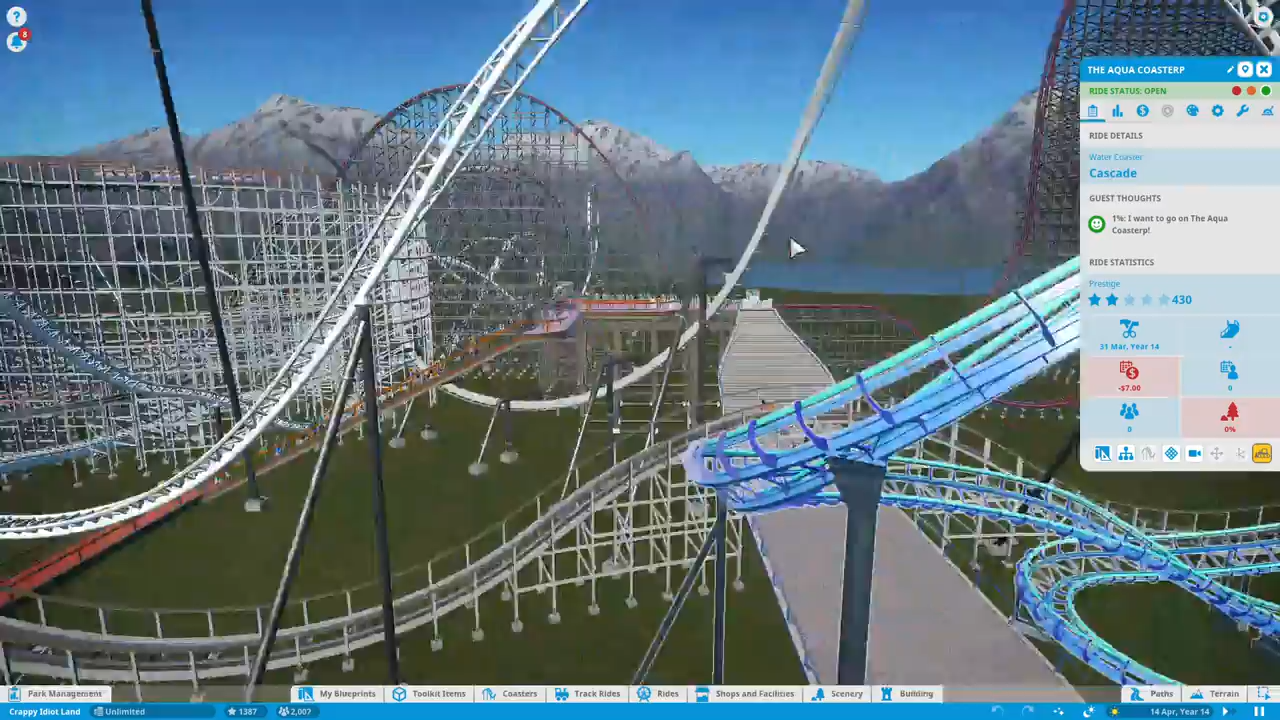 ?
8
THE AQUA COASTERP
RIDE STATUS: OPEN
RIDE DETAILS
Water Coaster
Cascade
GUEST THOUGHTS
1%: I want to go on The Aqua
Coasterp!
RIDE STATISTICS
Prestige
430
31 Mar, Year 14
-
-$7.00
0
0
0%
Park Management
My Blueprints
Toolkit Items
Coasters
Track Rides
Rides
Shops and Facilities
Scenery
Building
Paths
Terrain
Crappy Idiot Land
Unlimited
1387
2,007
14 Apr, Year 14